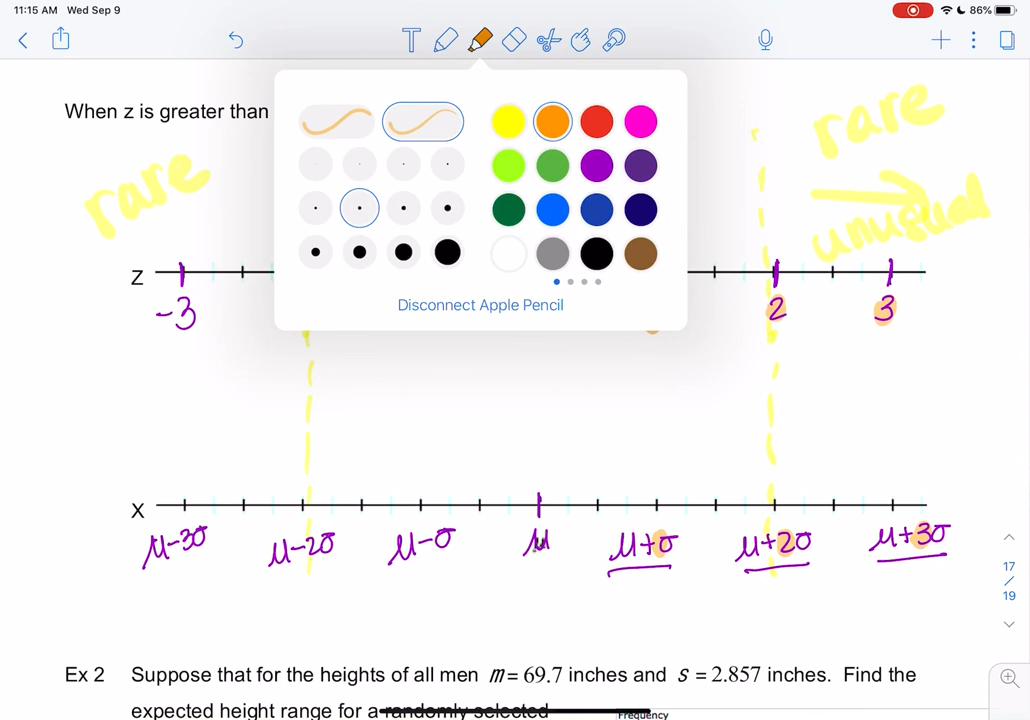 11:15 AM Wed Sep 9
86%
T
When z is greater than
rare
rare
unusual
Disconnect Apple Pencil
Z
-3
2
3
X
μ-3σ
μ-2σ
μ-σ
μ
μ+σ
μ+2σ
μ+3σ
17
/
19
Ex 2 Suppose that for the heights of all men m= 69.7 inches and s = 2.857 inches. Find the
expected height range for a randomly selected
Frequency